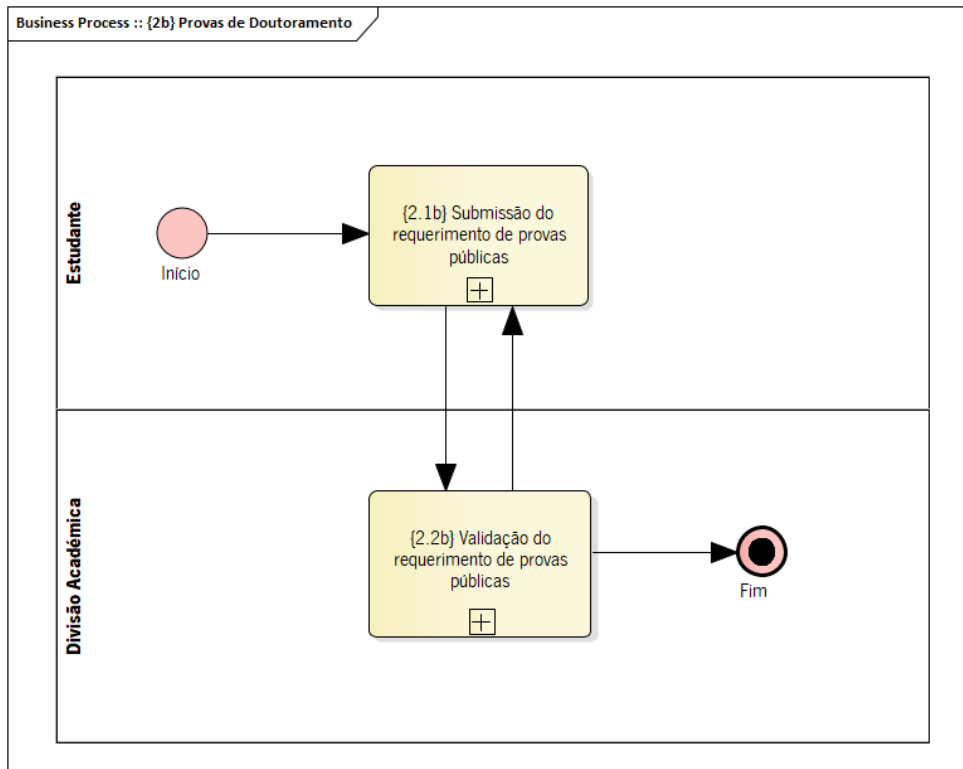 Business Process :: {2b} Provas de Doutoramento
Estudante
Início
{2.1b} Submissão do
requerimento de provas
públicas
Divisão Académica
{2.2b} Validação do
requerimento de provas
públicas
Fim